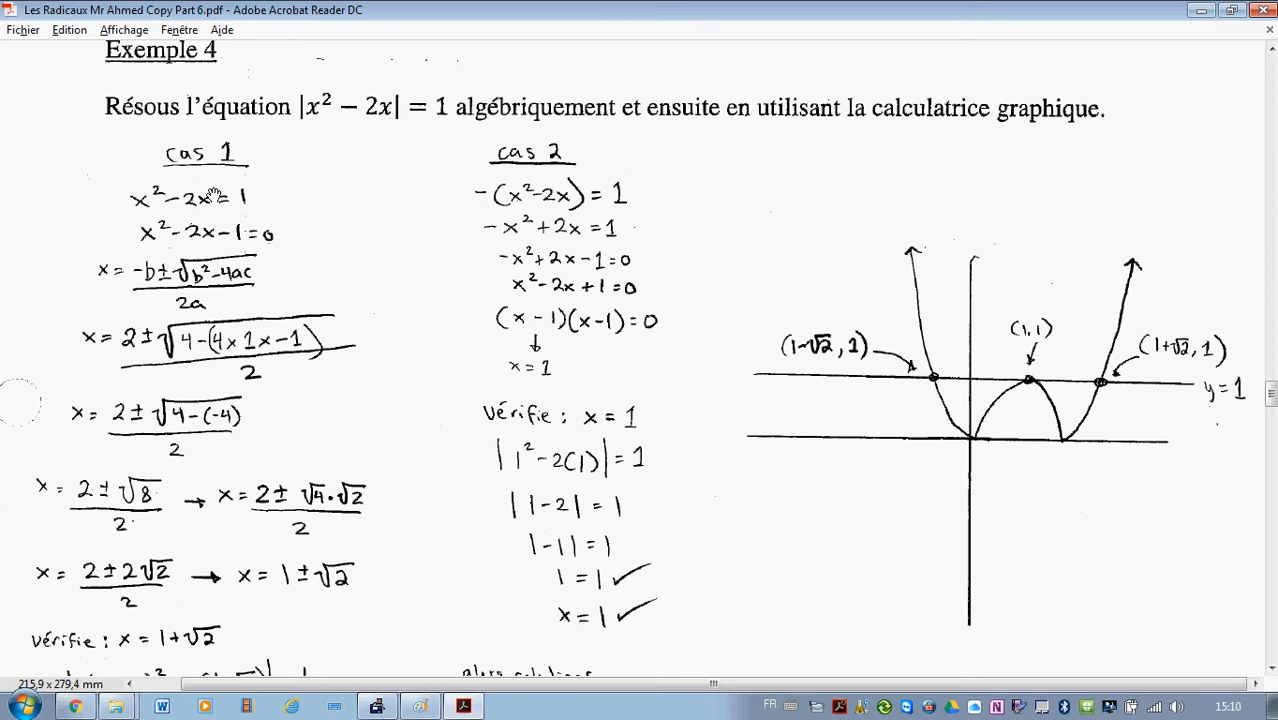 Les Radicaux Mr Ahmed Copy Part 6.pdf - Adobe Acrobat Reader DC
Fichier Edition Affichage Fenêtre Aide
Exemple 4
Résous l'équation |x² − 2x| = 1 algébriquement et ensuite en utilisant la calculatrice graphique.
cas 1
x² - 2x = 1
x² - 2x - 1 = 0
x = (-b ± √(b² - 4ac)) / 2a
x = (2 ± √(4 - (4 x 1 x -1))) / 2
x = (2 ± √(4 - (-4))) / 2
x = (2 ± √8) / 2 → x = (2 ± √4 · √2) / 2
x = (2 ± 2√2) / 2 → x = 1 ± √2
vérifie : x = 1 + √2
cas 2
-(x² - 2x) = 1
-x² + 2x = 1
-x² + 2x - 1 = 0
x² - 2x + 1 = 0
(x - 1)(x - 1) = 0
↓
x = 1
vérifie : x = 1
|1² - 2(1)| = 1
|1 - 2| = 1
|-1| = 1
1 = 1 ✓
x = 1 ✓
(1-√2, 1)
(1, 1)
(1+√2, 1)
y = 1
215,9 x 279,4 mm
FR
15:10